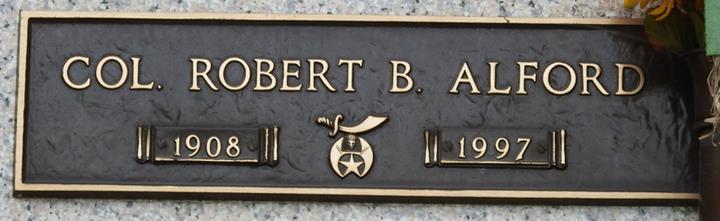 COL. ROBERT B. ALFORD
1908 1997